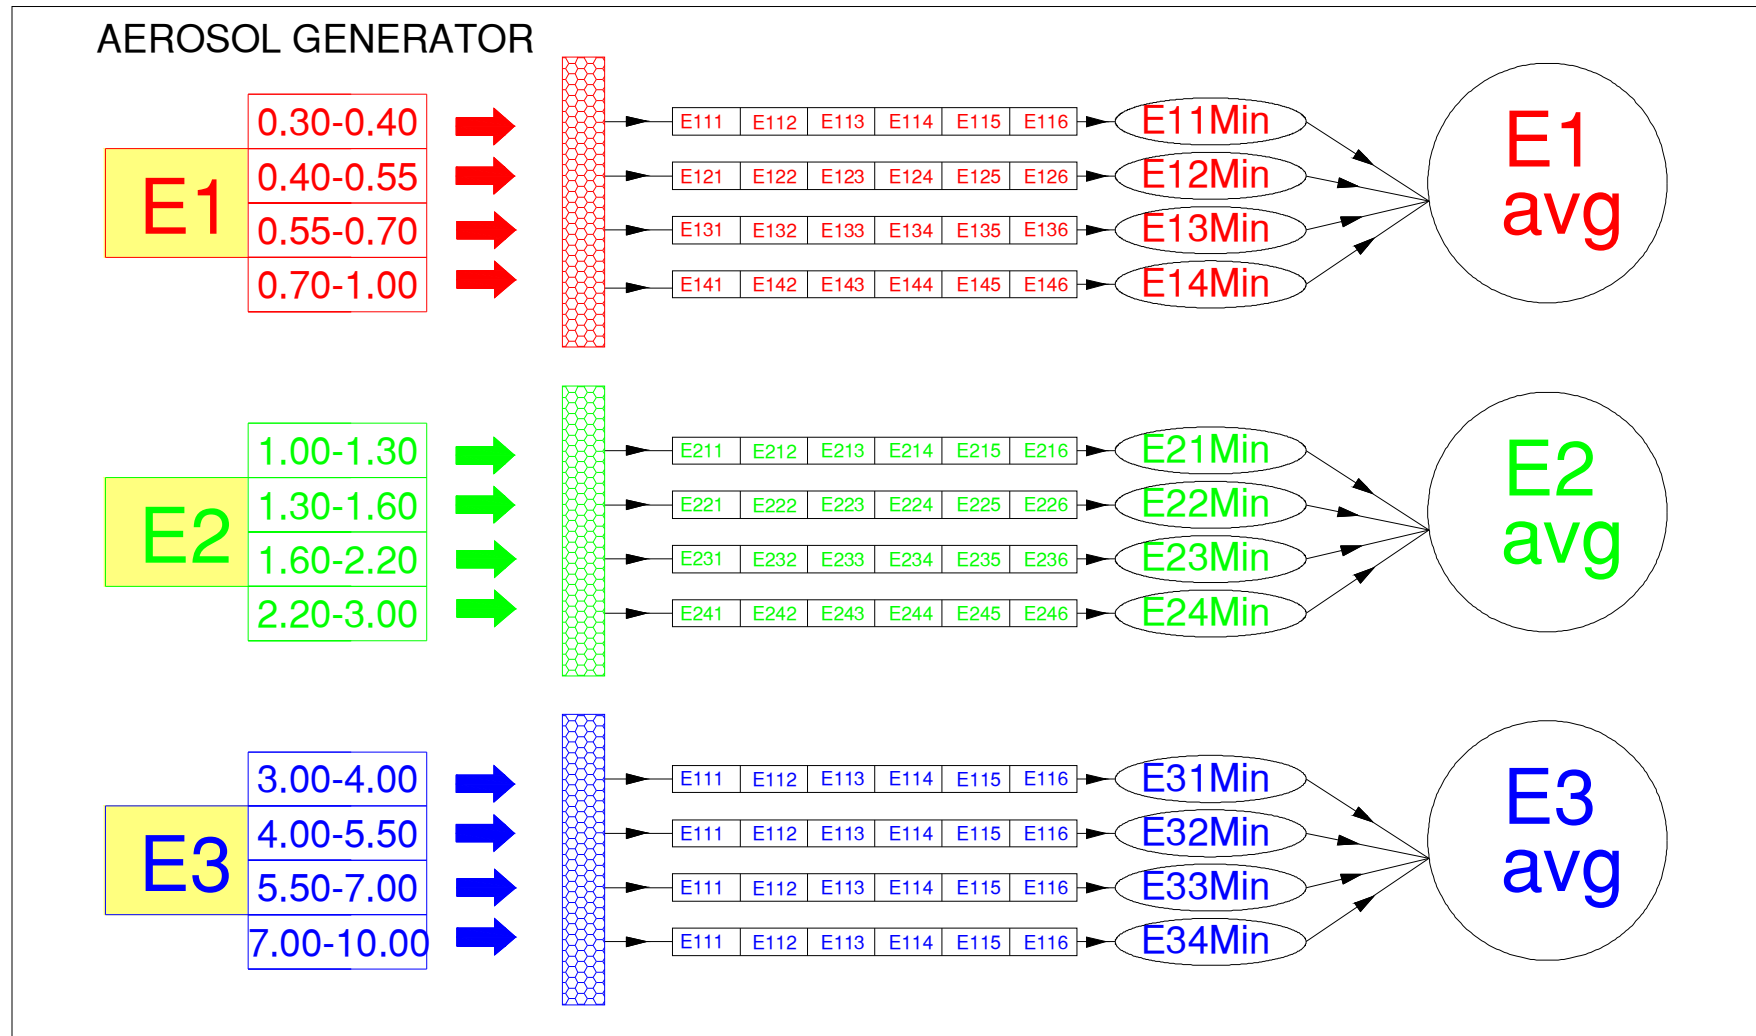 AEROSOL GENERATOR
E1
0.30-0.40
E111 E112 E113 E114 E115 E116
E11Min
0.40-0.55
E121 E122 E123 E124 E125 E126
E12Min
0.55-0.70
E131 E132 E133 E134 E135 E136
E13Min
0.70-1.00
E141 E142 E143 E144 E145 E146
E14Min
E1
avg
E2
1.00-1.30
E211 E212 E213 E214 E215 E216
E21Min
1.30-1.60
E221 E222 E223 E224 E225 E226
E22Min
1.60-2.20
E231 E232 E233 E234 E235 E236
E23Min
2.20-3.00
E241 E242 E243 E244 E245 E246
E24Min
E2
avg
E3
3.00-4.00
E111 E112 E113 E114 E115 E116
E31Min
4.00-5.50
E111 E112 E113 E114 E115 E116
E32Min
5.50-7.00
E111 E112 E113 E114 E115 E116
E33Min
7.00-10.00
E111 E112 E113 E114 E115 E116
E34Min
E3
avg